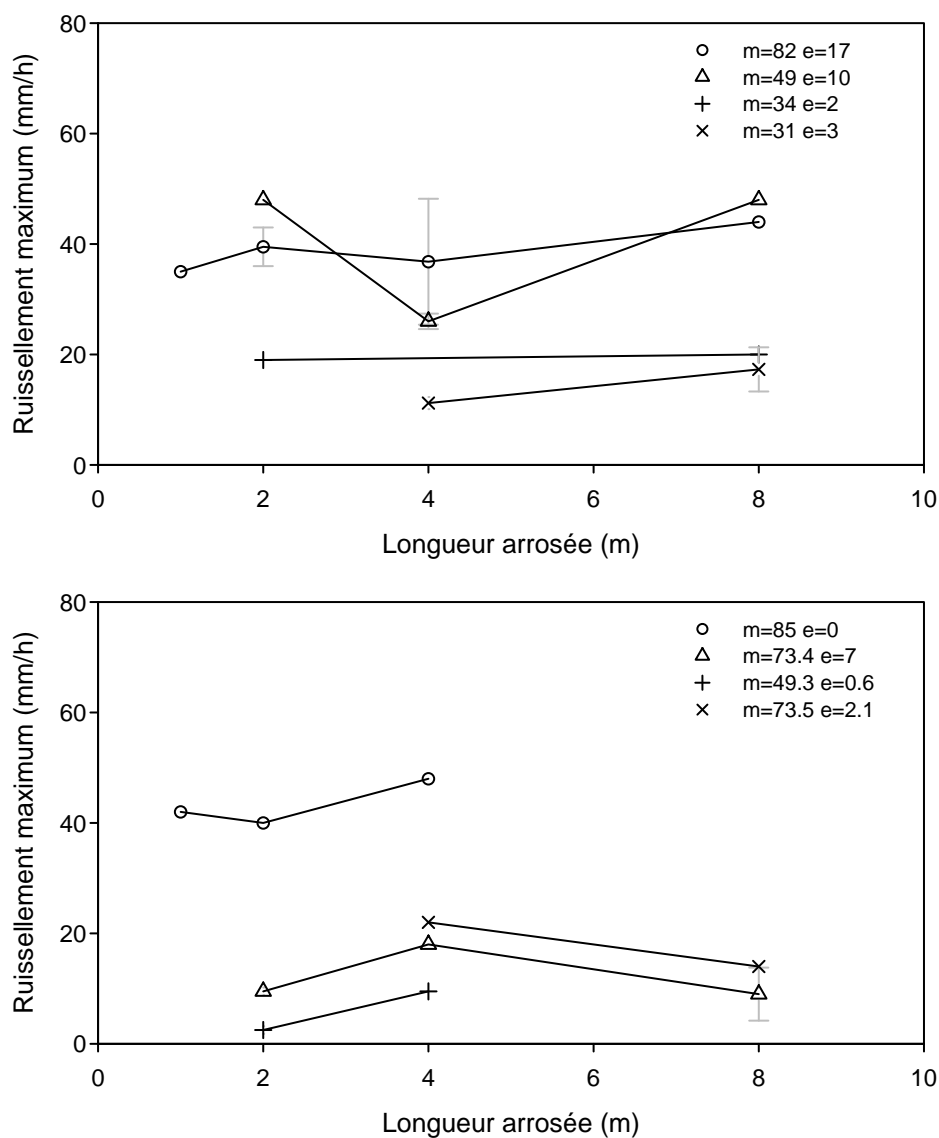 Ruissellement maximum (mm/h)
80
60
40
20
0
m=82 e=17
m=49 e=10
m=34 e=2
m=31 e=3
0 2 4 6 8 10
Longueur arrosée (m)
Ruissellement maximum (mm/h)
80
60
40
20
0
m=85 e=0
m=73.4 e=7
m=49.3 e=0.6
m=73.5 e=2.1
0 2 4 6 8 10
Longueur arrosée (m)